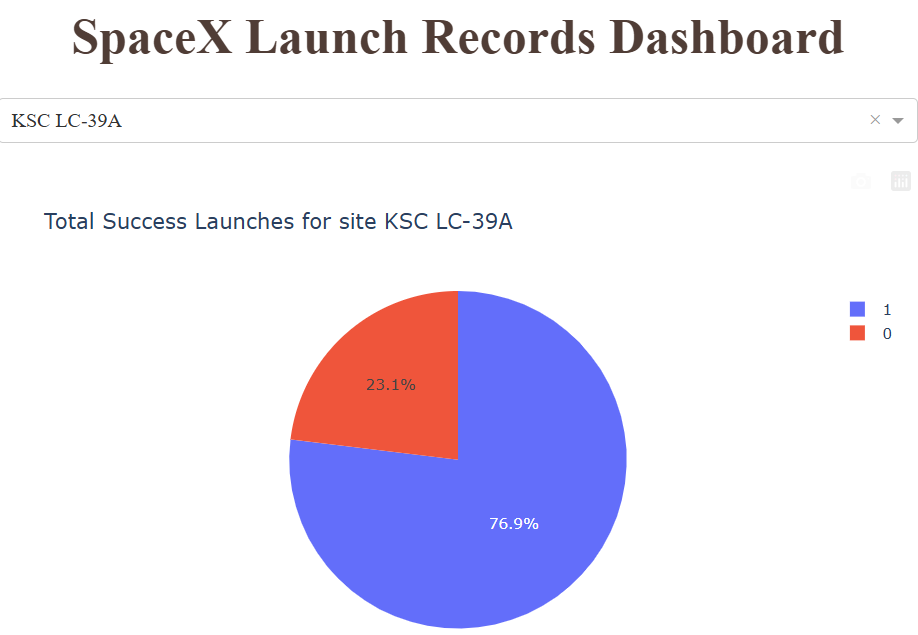 SpaceX Launch Records Dashboard
KSC LC-39A
Total Success Launches for site KSC LC-39A
1
0
23.1%
76.9%